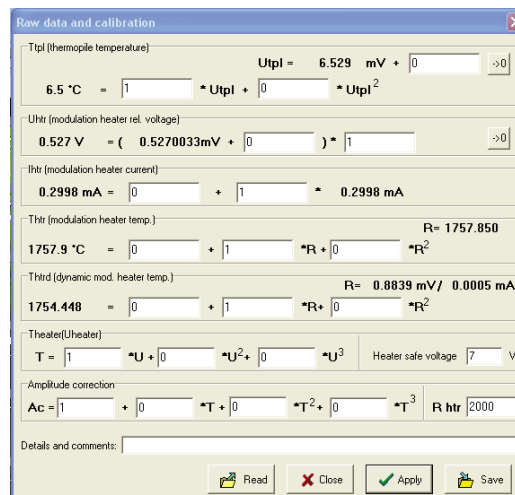 Raw data and calibration
Ttpl (thermopile temperature)
Utpl = 6.529 mV + 0 ->0
6.5 °C = 1 * Utpl + 0 * Utpl²
Uhtr (modulation heater rel. voltage)
0.527 V = ( 0.5270033mV + 0 ) * 1 ->0
Ihtr (modulation heater current)
0.2998 mA = 0 + 1 * 0.2998 mA
Thtr (modulation heater temp.)
R= 1757.850
1757.9 °C = 0 + 1 *R + 0 *R²
Thtrd (dynamic mod. heater temp.)
R= 0.8839 mV/ 0.0005 mA
1754.448 = 0 + 1 *R+ 0 *R²
Theater(Uheater)
T = 1 *U + 0 *U²+ 0 *U³ Heater safe voltage 7 V
Amplitude correction
Ac = 1 + 0 *T + 0 *T²+ 0 *T³ R htr 2000
Details and comments:
Read Close Apply Save